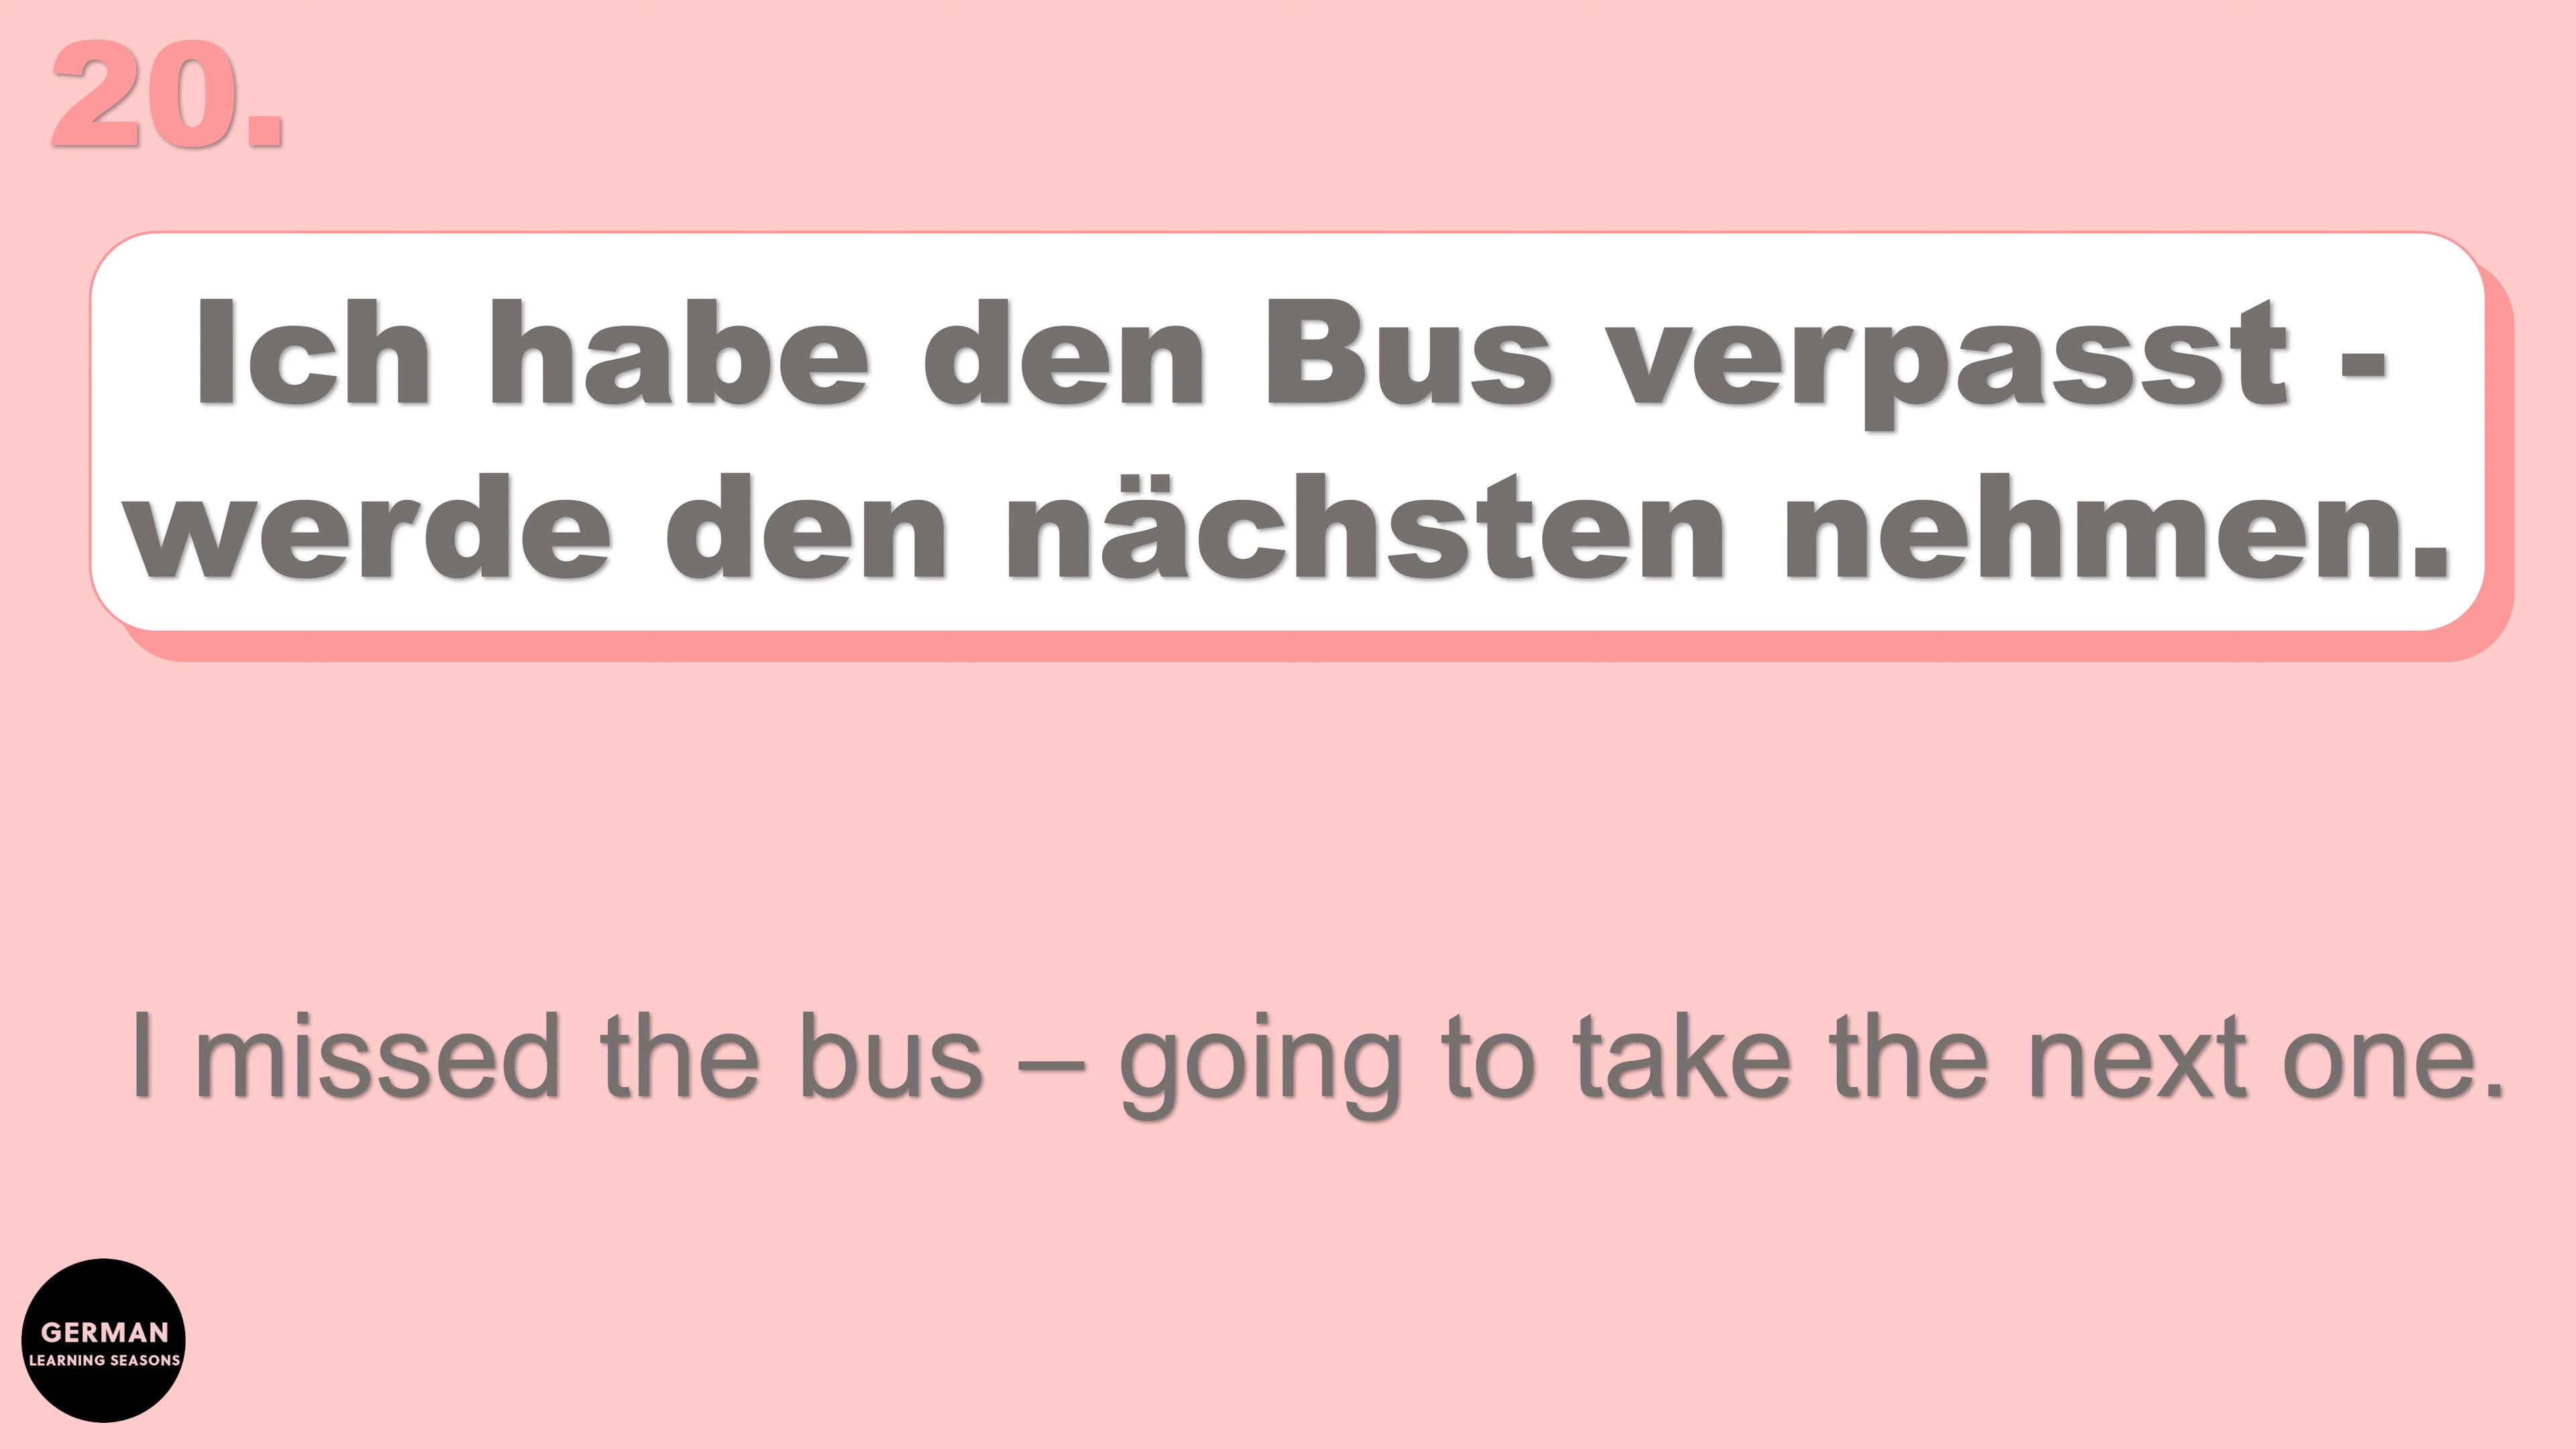 20.
Ich habe den Bus verpasst -
werde den nächsten nehmen.
I missed the bus – going to take the next one.
GERMAN
LEARNING SEASONS